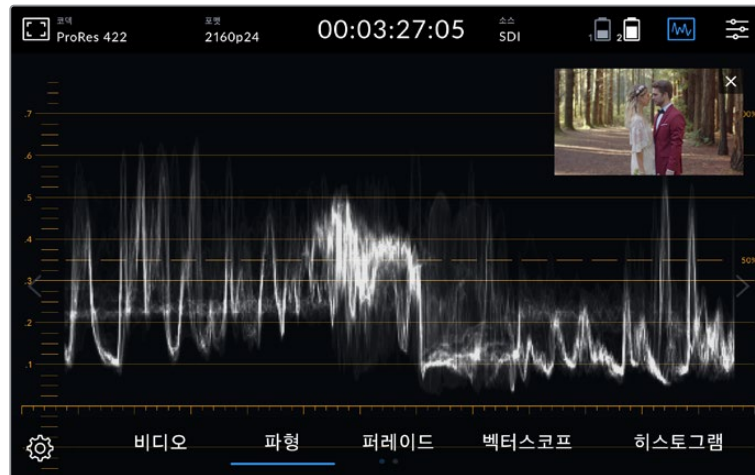 코덱
ProRes 422
포맷
2160p24
00:03:27:05
소스
SDI
1
2
.7
.6
.5
.4
50%
.3
.2
.1
비디오
파형
퍼레이드
벡터스코프
히스토그램